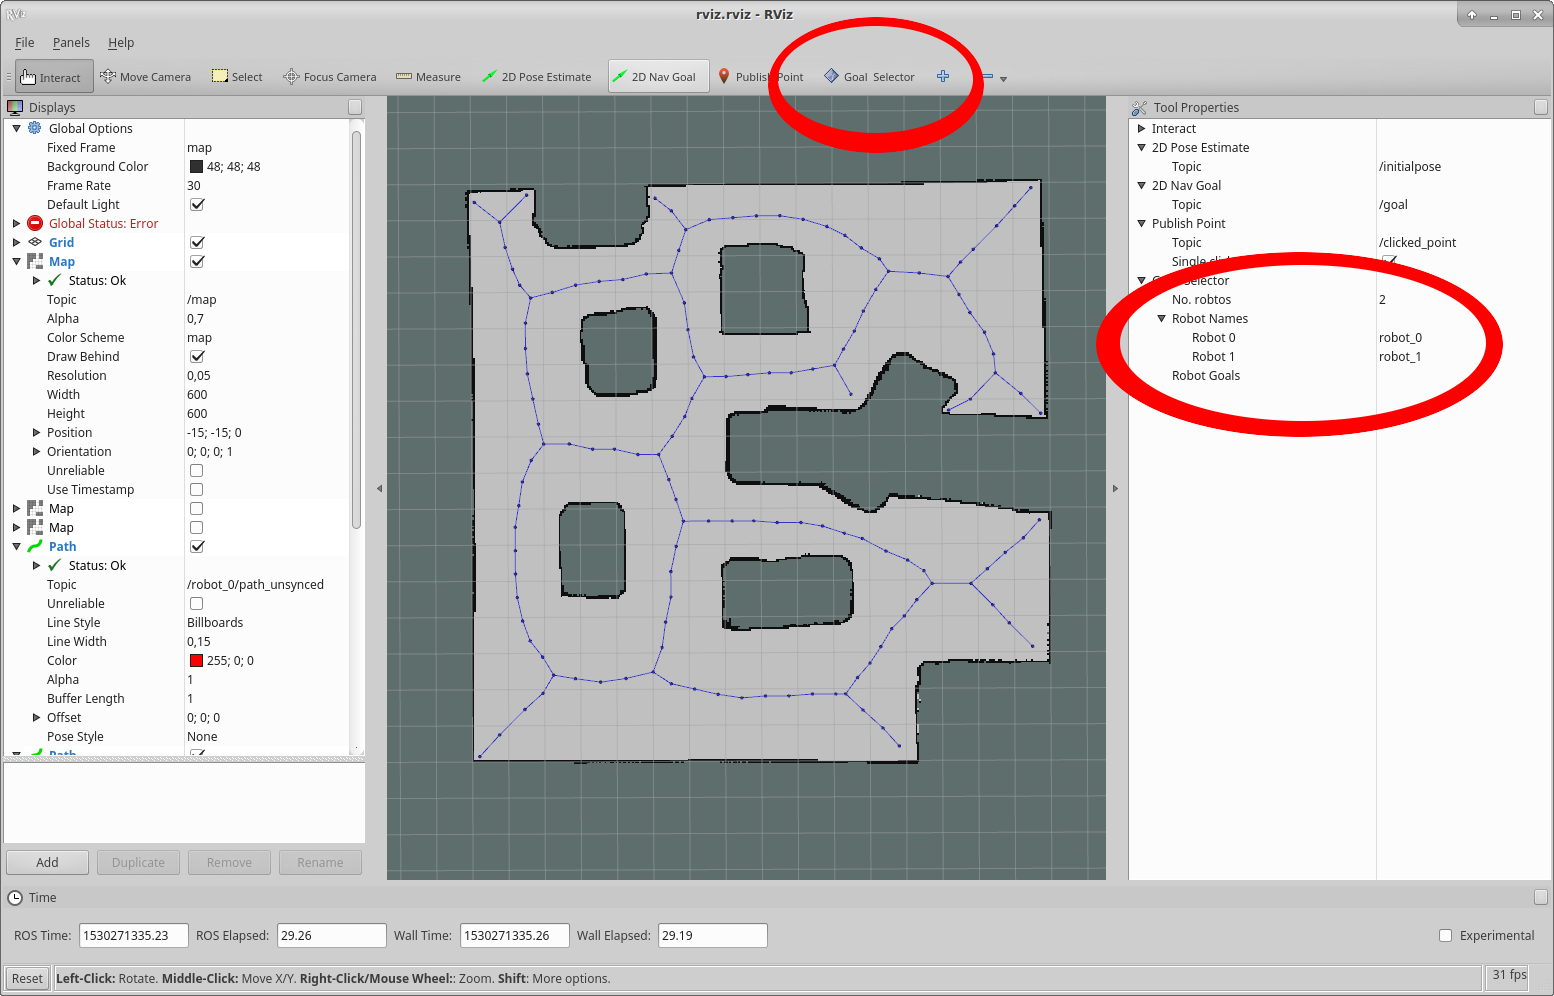 rviz.rviz - RViz
File Panels Help
Interact Move Camera Select Focus Camera Measure 2D Pose Estimate 2D Nav Goal Publish Point Goal Selector
Displays
Global Options
Fixed Frame map
Background Color 48; 48; 48
Frame Rate 30
Default Light
Global Status: Error
Grid
Map
Status: Ok
Topic /map
Alpha 0,7
Color Scheme map
Draw Behind
Resolution 0,05
Width 600
Height 600
Position -15; -15; 0
Orientation 0; 0; 0; 1
Unreliable
Use Timestamp
Map
Map
Path
Status: Ok
Topic /robot_0/path_unsynced
Unreliable
Line Style Billboards
Line Width 0,15
Color 255; 0; 0
Alpha 1
Buffer Length 1
Offset 0; 0; 0
Pose Style None
Path
Add Duplicate Remove Rename
Tool Properties
Interact
2D Pose Estimate
Topic /initialpose
2D Nav Goal
Topic /goal
Publish Point
Topic /clicked_point
Single
Selector
No. robtos 2
Robot Names
Robot 0 robot_0
Robot 1 robot_1
Robot Goals
Time
ROS Time: 1530271335.23 ROS Elapsed: 29.26 Wall Time: 1530271335.26 Wall Elapsed: 29.19 Experimental
Reset Left-Click: Rotate. Middle-Click: Move X/Y. Right-Click/Mouse Wheel:: Zoom. Shift: More options. 31 fps